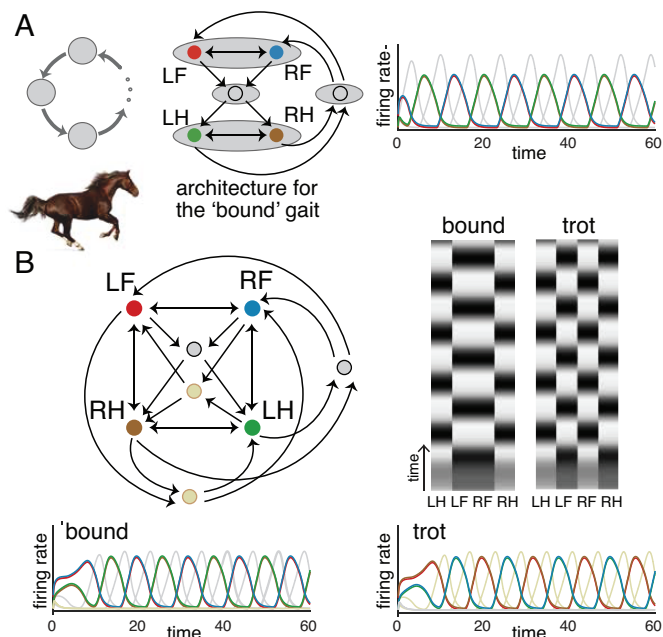 A
LF
RF
LH
RH
architecture for
the 'bound' gait
firing rate-
0
20
40
60
time
B
LF
RF
RH
LH
bound
trot
time
LH LF RF RH
LH LF RF RH
'bound
firing rate
0
20
40
60
time
trot
firing rate
0
20
40
60
time